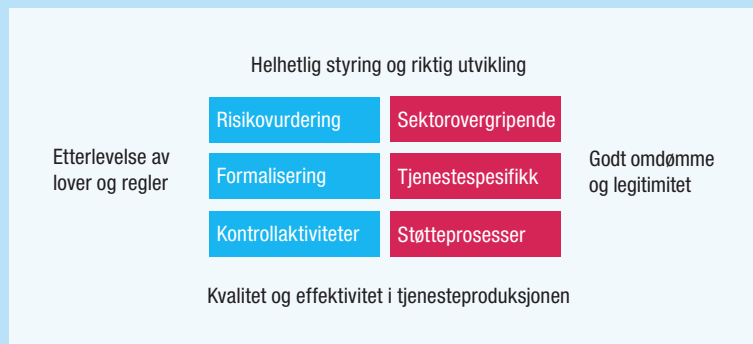 Helhetlig styring og riktig utvikling
Risikovurdering
Sektorovergripende
Etterlevelse av
lover og regler
Formalisering
Tjenestespesifikk
Godt omdømme
og legitimitet
Kontrollaktiviteter
Støtteprosesser
Kvalitet og effektivitet i tjenesteproduksjonen